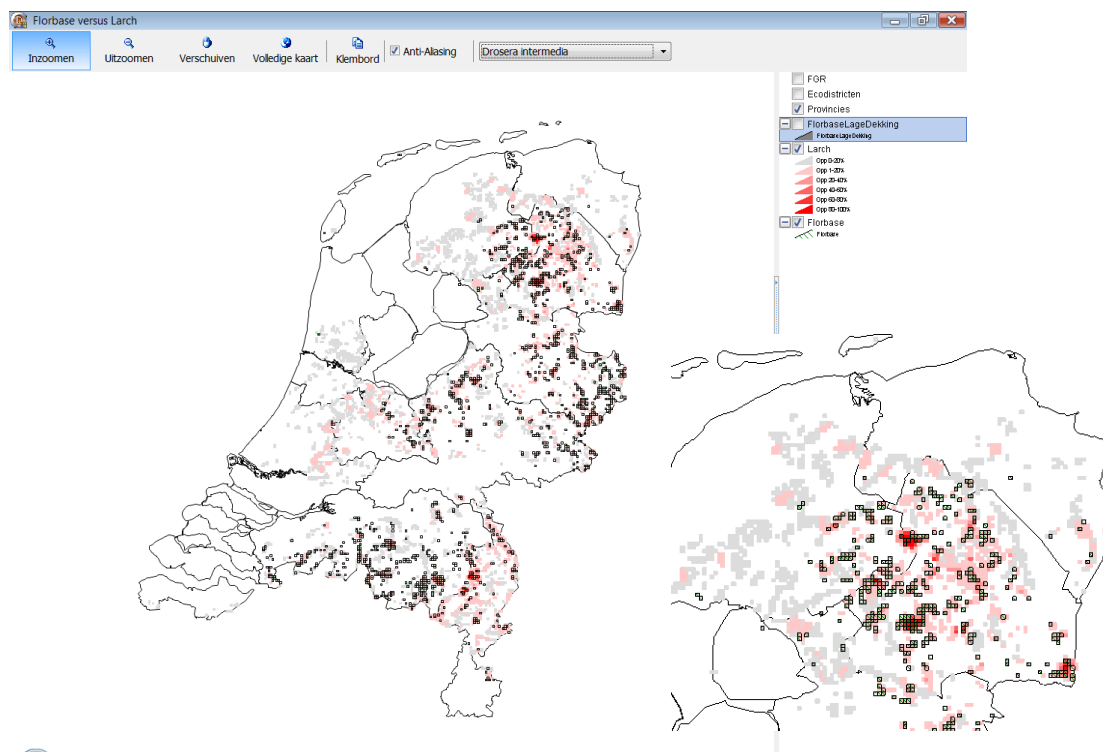 Florbase versus Larch
Inzoomen
Uitzoomen
Verschuiven
Volledige kaart
Klembord
Anti-Aliasing
Drosera intermedia
FGR
Ecodistricten
Provincies
FlorbaseLageDekking
FlorbaseLageDekking
Larch
Opp 0-20%
Opp 1-20%
Opp 20-40%
Opp 40-60%
Opp 60-80%
Opp 80-100%
Florbase
Florbase